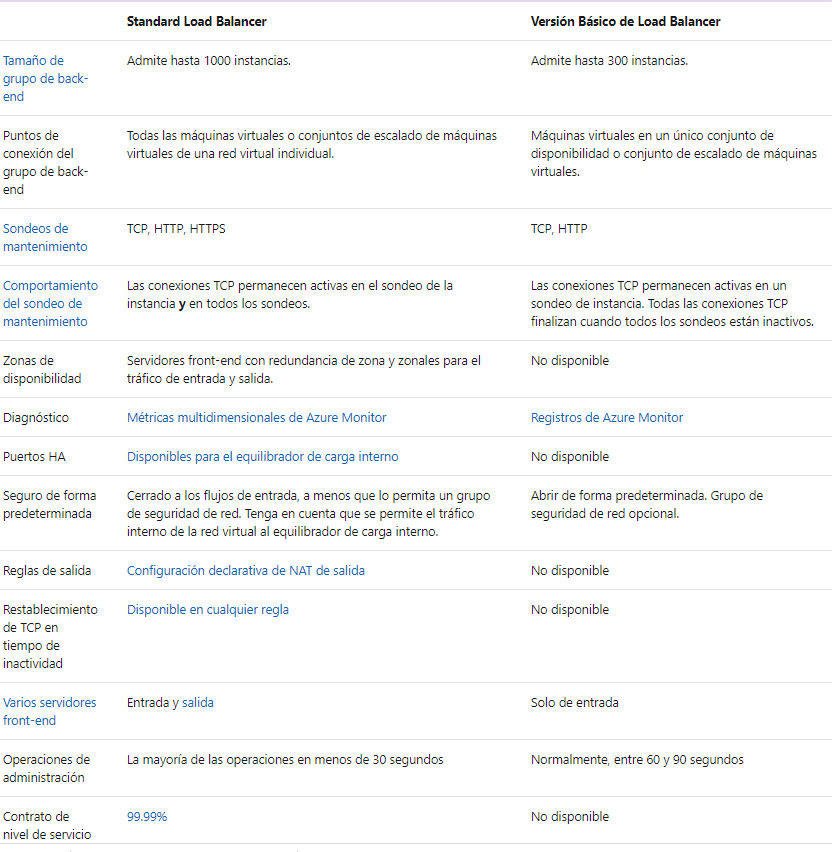 Standard Load Balancer
Versión Básico de Load Balancer
Tamaño de
grupo de back-
end
Admite hasta 1000 instancias.
Admite hasta 300 instancias.
Puntos de
conexión del
grupo de back-
end
Todas las máquinas virtuales o conjuntos de escalado de máquinas
virtuales de una red virtual individual.
Máquinas virtuales en un único conjunto de
disponibilidad o conjunto de escalado de máquinas
virtuales.
Sondeos de
mantenimiento
TCP, HTTP, HTTPS
TCP, HTTP
Comportamiento
del sondeo de
mantenimiento
Las conexiones TCP permanecen activas en el sondeo de la
instancia y en todos los sondeos.
Las conexiones TCP permanecen activas en un
sondeo de instancia. Todas las conexiones TCP
finalizan cuando todos los sondeos están inactivos.
Zonas de
disponibilidad
Servidores front-end con redundancia de zona y zonales para el
tráfico de entrada y salida.
No disponible
Diagnóstico
Métricas multidimensionales de Azure Monitor
Registros de Azure Monitor
Puertos HA
Disponibles para el equilibrador de carga interno
No disponible
Seguro de forma
predeterminada
Cerrado a los flujos de entrada, a menos que lo permita un grupo
de seguridad de red. Tenga en cuenta que se permite el tráfico
interno de la red virtual al equilibrador de carga interno.
Abrir de forma predeterminada. Grupo de
seguridad de red opcional.
Reglas de salida
Configuración declarativa de NAT de salida
No disponible
Restablecimiento
de TCP en
tiempo de
inactividad
Disponible en cualquier regla
No disponible
Varios servidores
front-end
Entrada y salida
Solo de entrada
Operaciones de
administración
La mayoría de las operaciones en menos de 30 segundos
Normalmente, entre 60 y 90 segundos
Contrato de
nivel de servicio
99.99%
No disponible